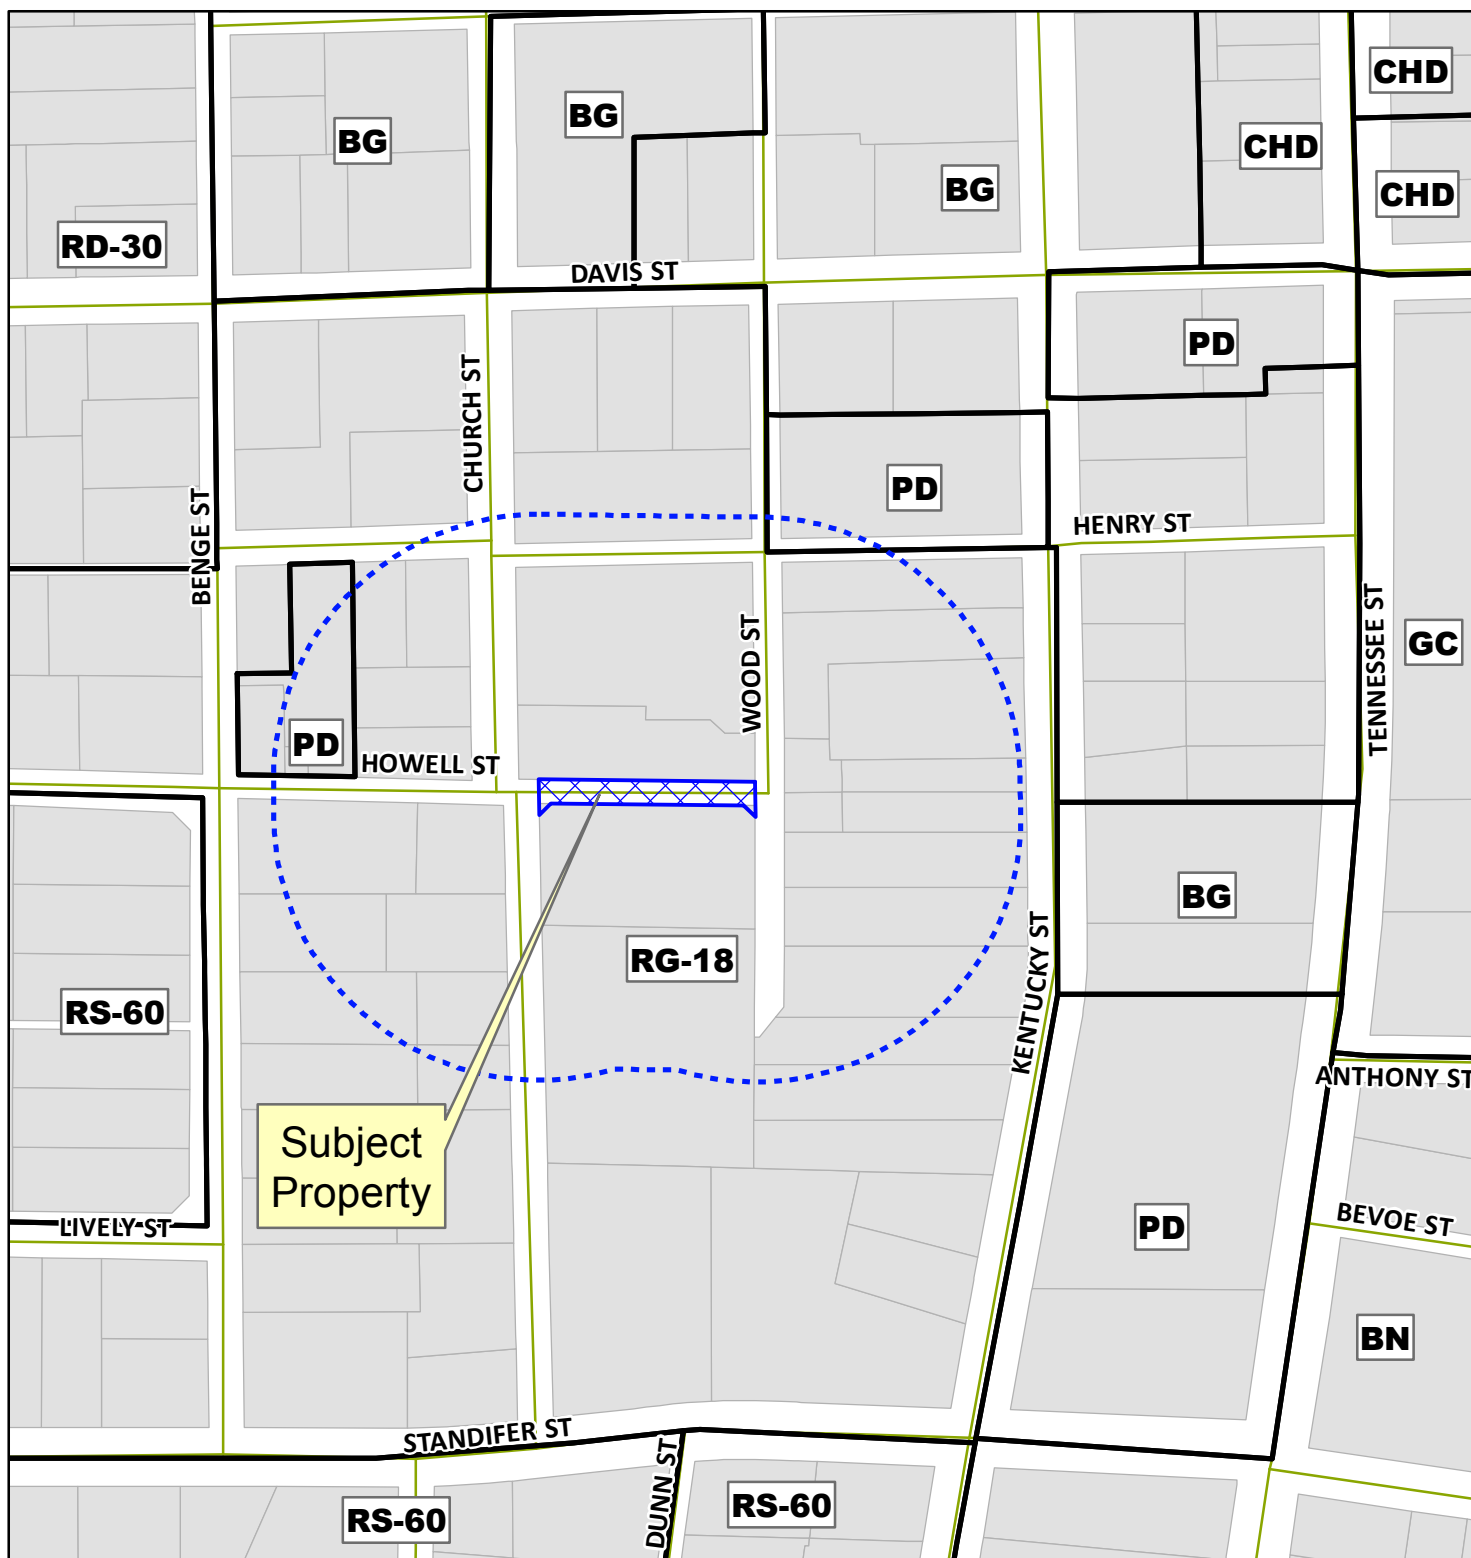 CHD
BG
BG
CHD
BG
CHD
RD-30
DAVIS ST
PD
CHURCH ST
PD
BENGE ST
HENRY ST
TENNESSEE ST
WOOD ST
GC
PD
HOWELL ST
BG
RG-18
KENTUCKY ST
RS-60
ANTHONY ST
Subject
Property
LIVELY ST
PD
BEVOE ST
BN
STANDIFER ST
DUNN ST
RS-60
RS-60